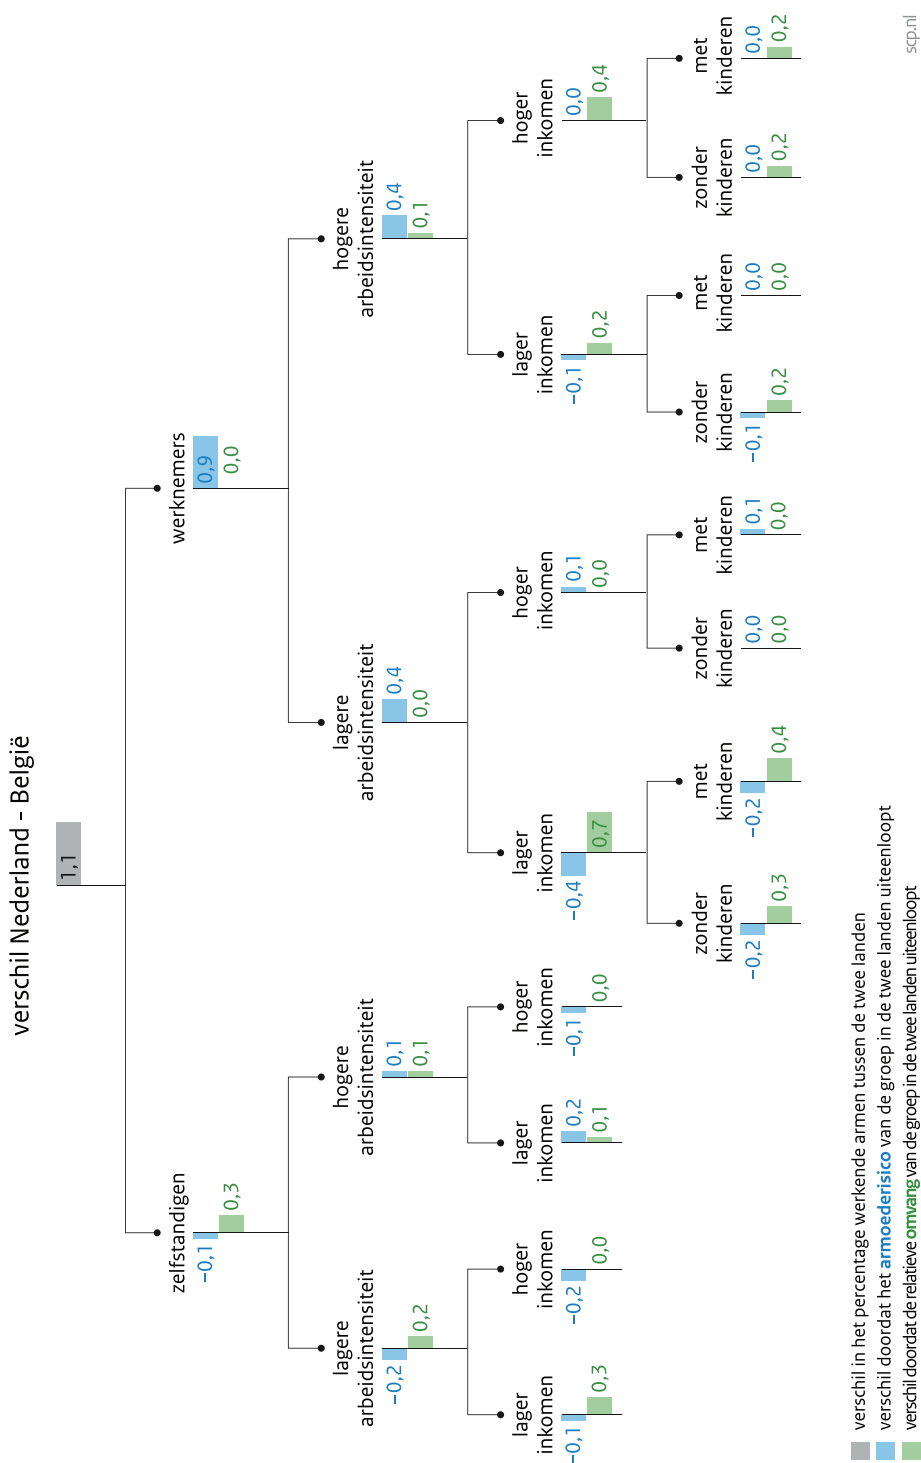 verschil Nederland – België
1,1
zelfstandigen
−0,1
0,3
werknemers
0,9
0,0
lagere
arbeidsintensiteit
−0,2
0,2
hogere
arbeidsintensiteit
0,1
0,1
lagere
arbeidsintensiteit
0,4
0,0
hogere
arbeidsintensiteit
0,4
0,1
lager
inkomen
−0,1
0,3
hoger
inkomen
−0,2
0,0
lager
inkomen
0,2
0,1
hoger
inkomen
−0,1
0,0
lager
inkomen
−0,4
0,7
hoger
inkomen
0,1
0,0
lager
inkomen
−0,1
0,2
hoger
inkomen
0,0
0,4
zonder
kinderen
−0,2
0,3
met
kinderen
−0,2
0,4
zonder
kinderen
0,0
0,0
met
kinderen
0,1
0,0
zonder
kinderen
−0,1
0,2
met
kinderen
0,0
0,0
zonder
kinderen
0,0
0,2
met
kinderen
0,0
0,2
verschil in het percentage werkende armen tussen de twee landen
verschil doordat het armoederisico van de groep in de twee landen uiteenloopt
verschil doordat de relatieve omvang van de groep in de twee landen uiteenloopt
scp.nl